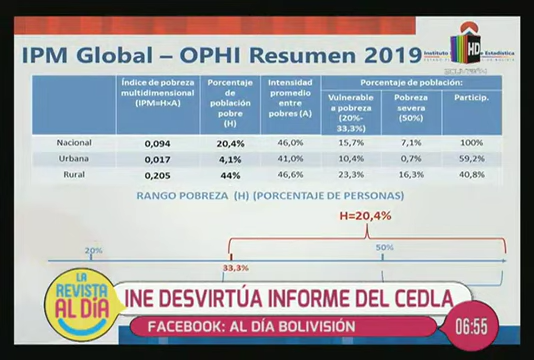 IPM Global – OPHI Resumen 2019
HD
Instituto Estadística
BOLIVISIÓN
Índice de pobreza multidimensional (IPM=HxA)
Porcentaje de población pobre (H)
Intensidad promedio entre pobres (A)
Porcentaje de población:
Vulnerable a pobreza (20%-33,3%)
Pobreza severa (50%)
Particip.
Nacional 0,094 20,4% 46,0% 15,7% 7,1% 100%
Urbana 0,017 4,1% 41,0% 10,4% 0,7% 59,2%
Rural 0,205 44% 46,6% 23,3% 16,3% 40,8%
RANGO POBREZA (H) (PORCENTAJE DE PERSONAS)
H=20,4%
20%
50%
33,3%
LA
REVISTA
AL DÍA
INE DESVIRTÚA INFORME DEL CEDLA
FACEBOOK: AL DÍA BOLIVISIÓN
06:55